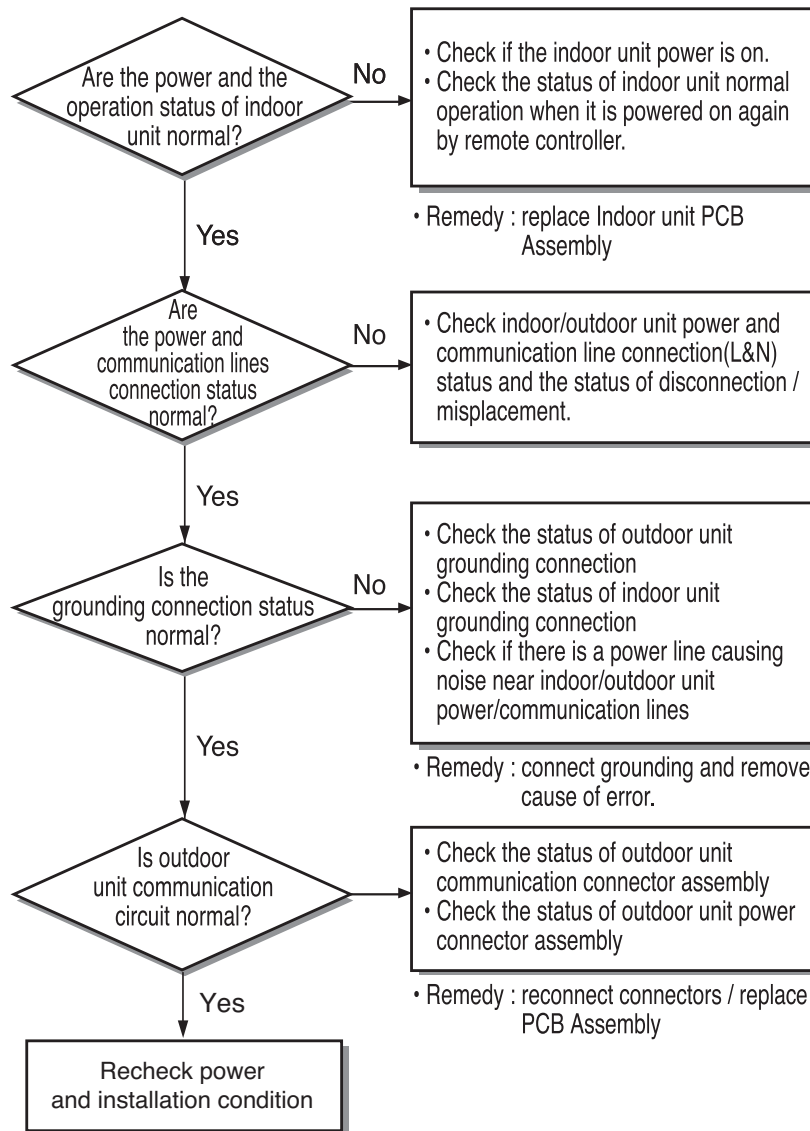 Are the power and the
operation status of indoor
unit normal?
No
• Check if the indoor unit power is on.
• Check the status of indoor unit normal
operation when it is powered on again
by remote controller.
• Remedy : replace Indoor unit PCB
Assembly
Yes
Are
the power and
communication lines
connection status
normal?
No
• Check indoor/outdoor unit power and
communication line connection(L&N)
status and the status of disconnection /
misplacement.
Yes
Is the
grounding connection status
normal?
No
• Check the status of outdoor unit
grounding connection
• Check the status of indoor unit
grounding connection
• Check if there is a power line causing
noise near indoor/outdoor unit
power/communication lines
• Remedy : connect grounding and remove
cause of error.
Yes
Is outdoor
unit communication
circuit normal?
• Check the status of outdoor unit
communication connector assembly
• Check the status of outdoor unit power
connector assembly
• Remedy : reconnect connectors / replace
PCB Assembly
Yes
Recheck power
and installation condition